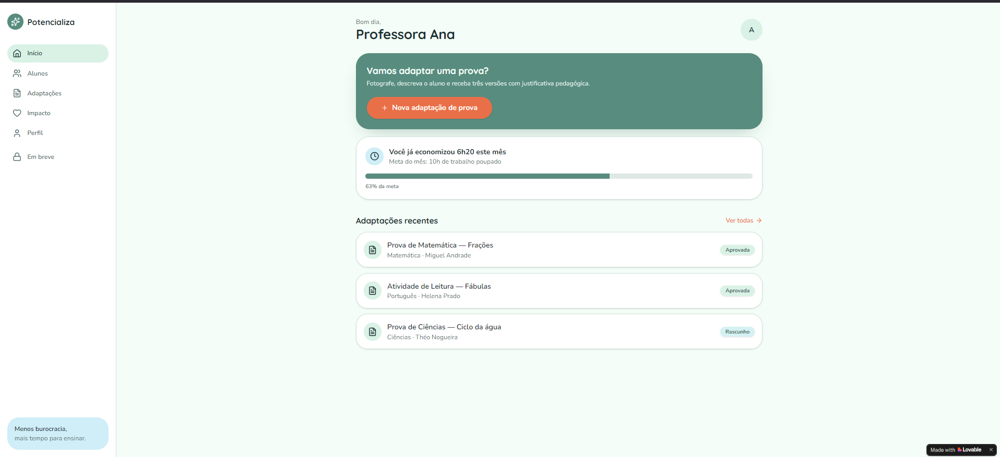 Potencializa
Início
Alunos
Adaptações
Impacto
Perfil
Em breve
Menos burocracia,
mais tempo para ensinar.
Bom dia,
Professora Ana
A
Vamos adaptar uma prova?
Fotografe, descreva o aluno e receba três versões com justificativa pedagógica.
+ Nova adaptação de prova
Você já economizou 6h20 este mês
Meta do mês: 10h de trabalho poupado
63% da meta
Adaptações recentes
Ver todas →
Prova de Matemática — Frações
Matemática · Miguel Andrade
Aprovada
Atividade de Leitura — Fábulas
Português · Helena Prado
Aprovada
Prova de Ciências — Ciclo da água
Ciências · Théo Nogueira
Rascunho
Made with Lovable ×